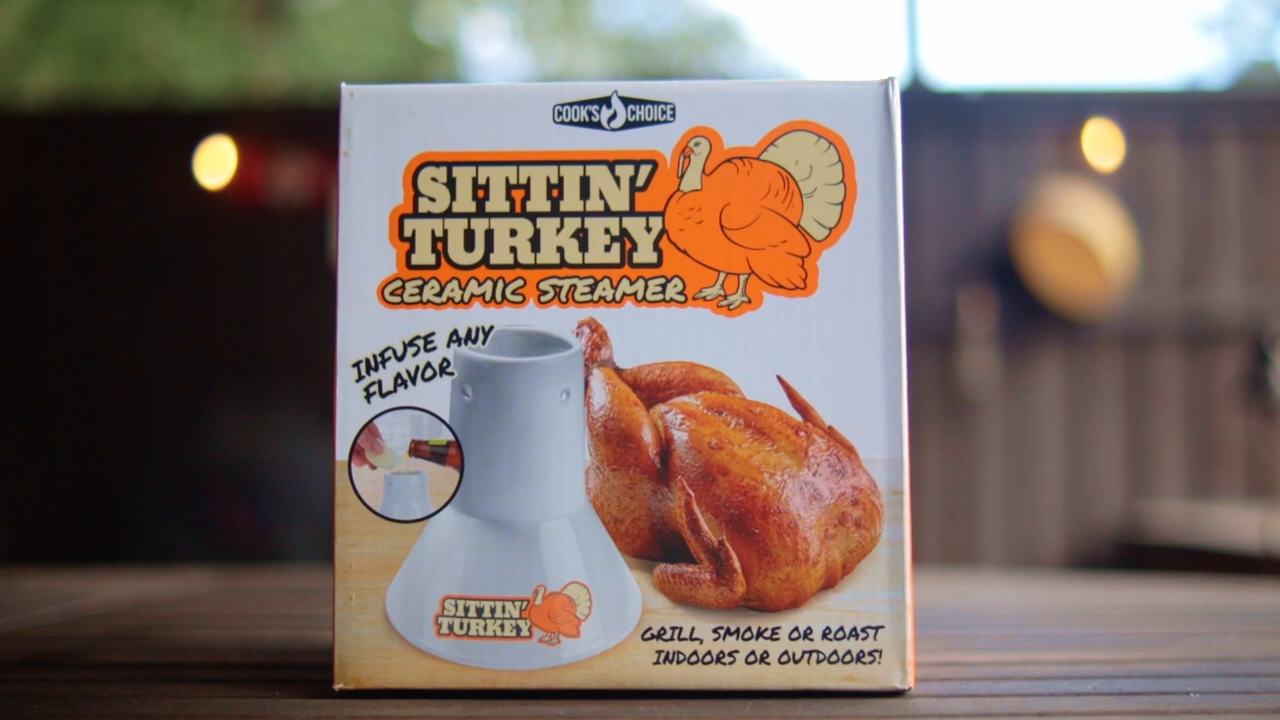 COOK'S CHOICE
SITTIN'
TURKEY
CERAMIC STEAMER
INFUSE ANY
FLAVOR
SITTIN'
TURKEY
GRILL, SMOKE OR ROAST
INDOORS OR OUTDOORS!